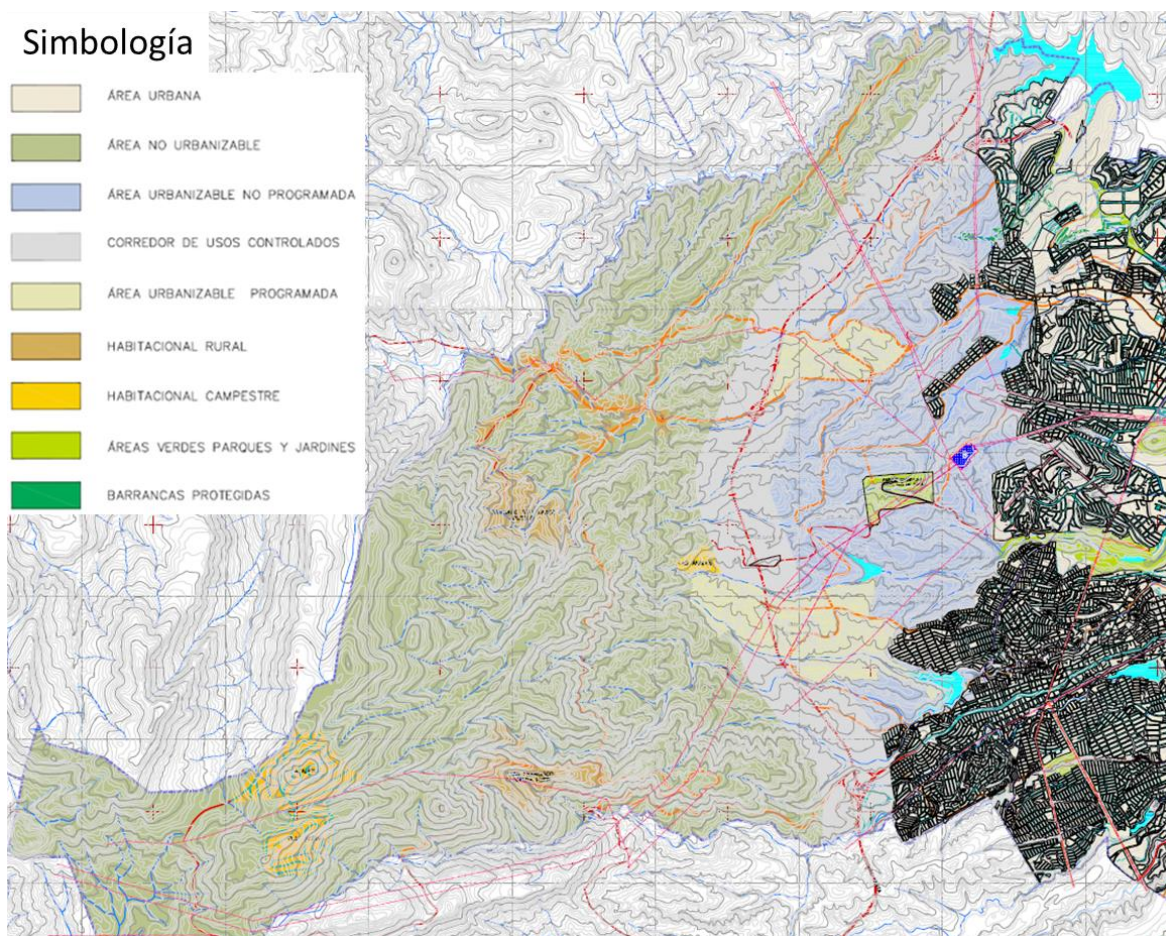 Simbología
ÁREA URBANA
ÁREA NO URBANIZABLE
ÁREA URBANIZABLE NO PROGRAMADA
CORREDOR DE USOS CONTROLADOS
ÁREA URBANIZABLE PROGRAMADA
HABITACIONAL RURAL
HABITACIONAL CAMPESTRE
ÁREAS VERDES PARQUES Y JARDINES
BARRANCAS PROTEGIDAS